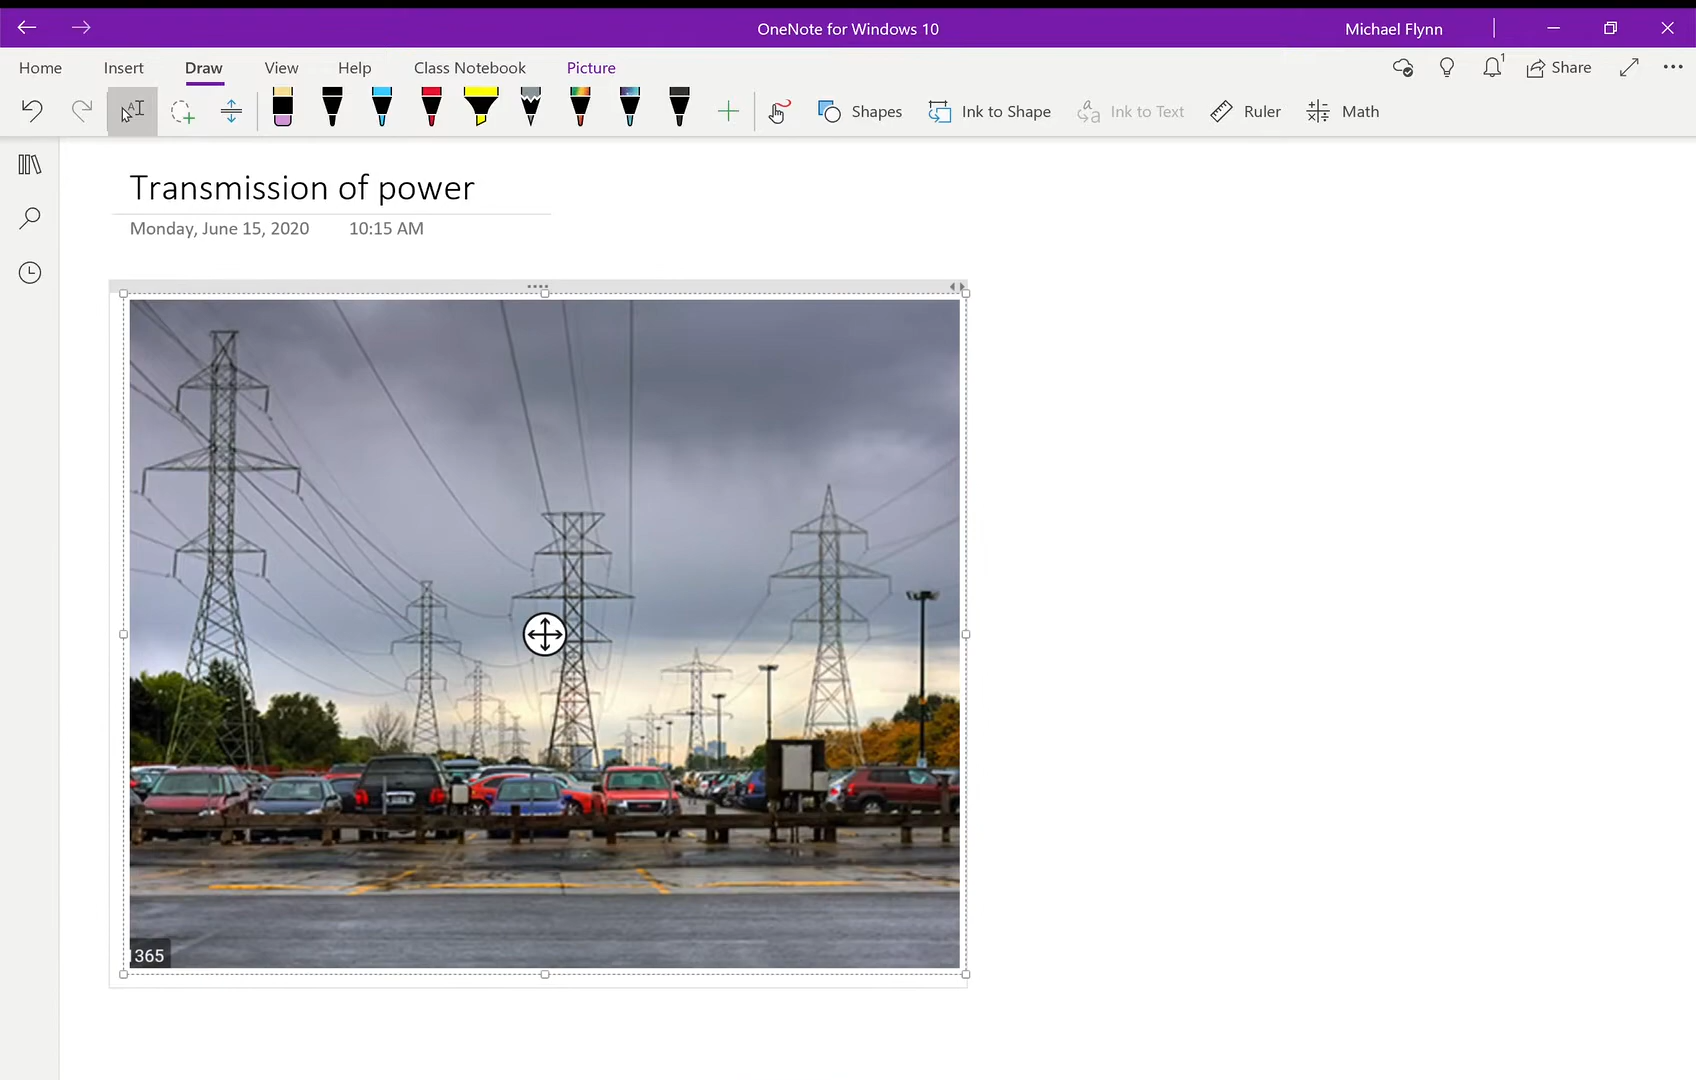 OneNote for Windows 10
Michael Flynn
Home Insert Draw View Help Class Notebook Picture
1
Share
Shapes
Ink to Shape
Ink to Text
Ruler
Math
Transmission of power
Monday, June 15, 2020 10:15 AM
365